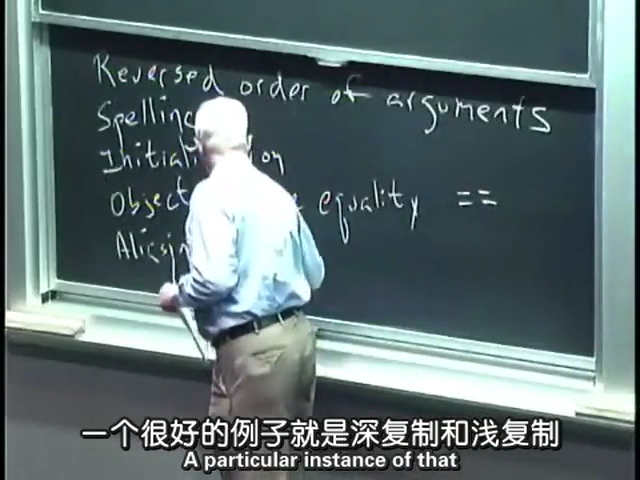 Reversed order of arguments
Spelling
Initialization
Object equality ==
Aliasin
一个很好的例子就是深复制和浅复制
A particular instance of that